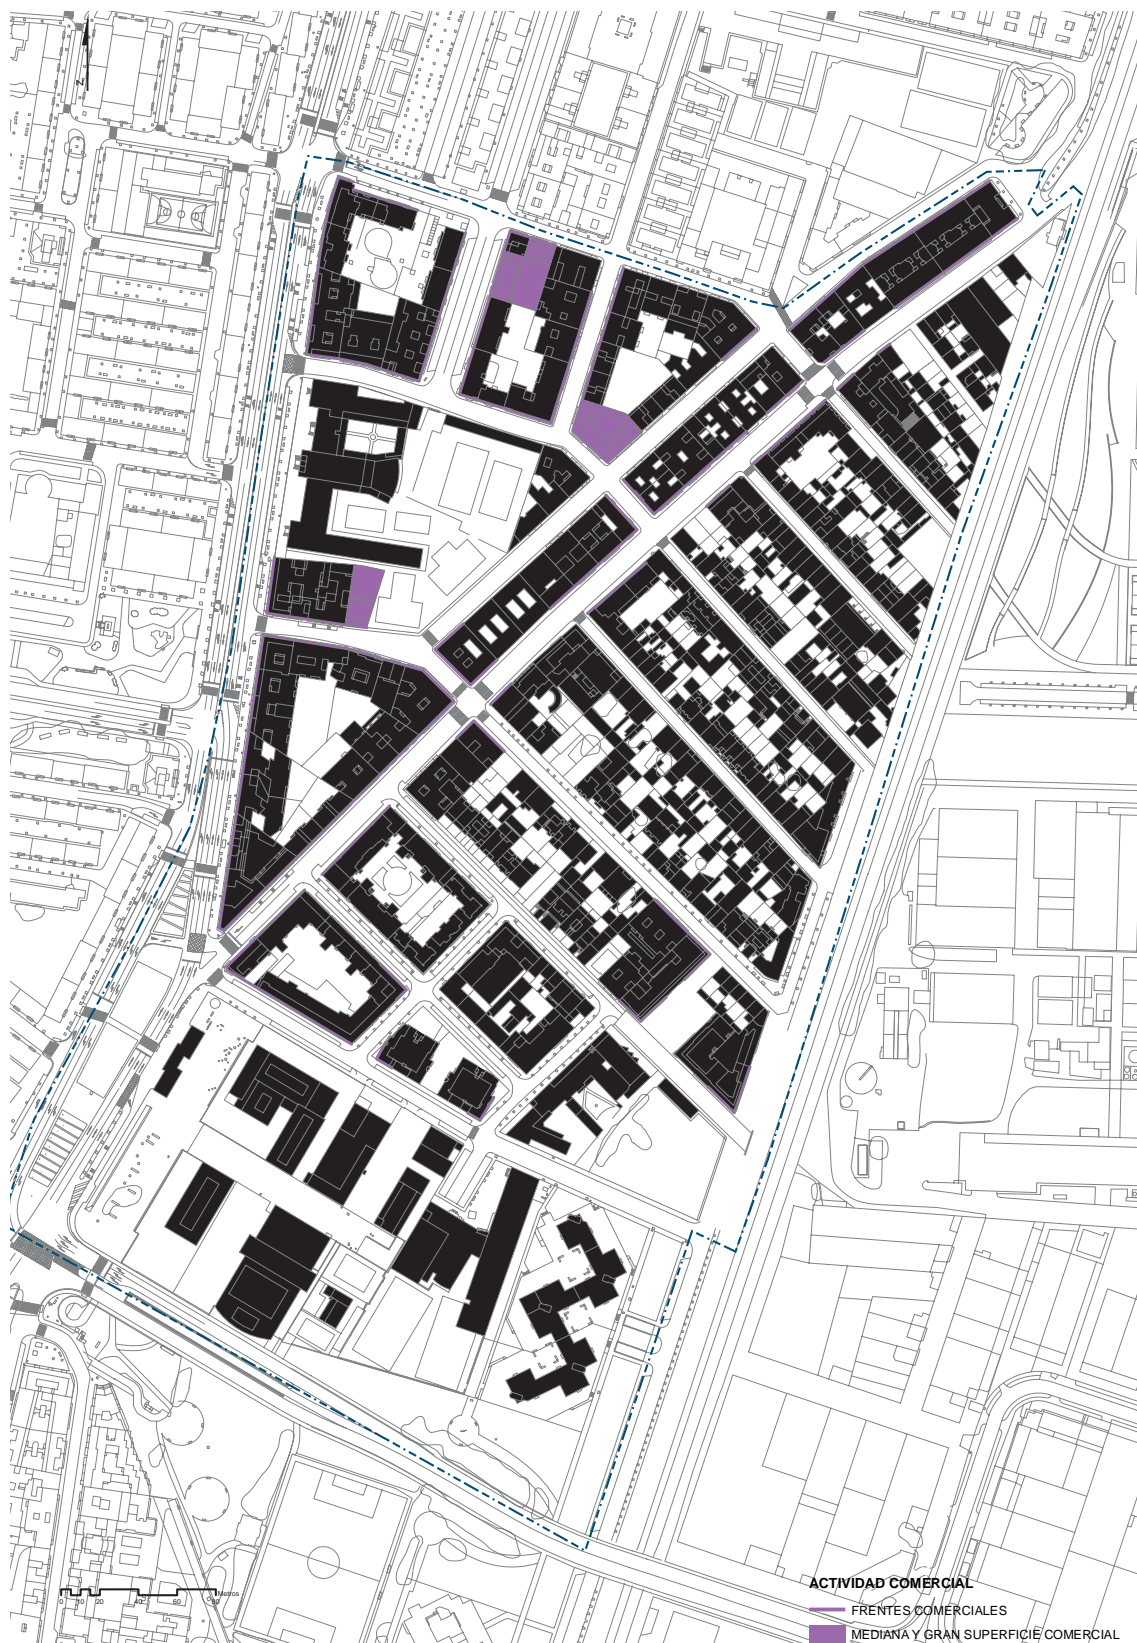 N
Metros
0 10 20 40 60 80
ACTIVIDAD COMERCIAL
FRENTES COMERCIALES
MEDIANA Y GRAN SUPERFICIE COMERCIAL